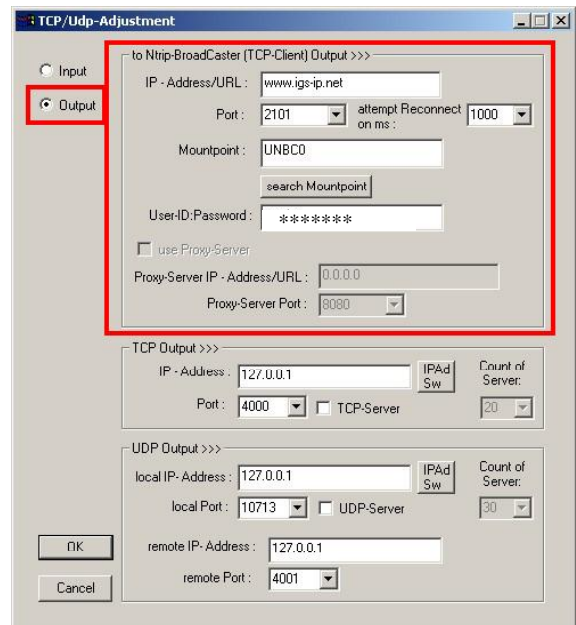 TCP/Udp-Adjustment
Input
Output
to Ntrip-BroadCaster (TCP-Client) Output >>>
IP - Address/URL : www.igs-ip.net
Port : 2101 attempt Reconnect on ms : 1000
Mountpoint : UNBC0
search Mountpoint
User-ID:Password : *******
use Proxy-Server
Proxy-Server IP - Address/URL : 0.0.0.0
Proxy-Server Port : 8080
TCP Output >>>
IP - Address : 127.0.0.1 IPAd Sw Count of Server:
Port : 4000 TCP-Server 20
UDP Output >>>
local IP- Address : 127.0.0.1 IPAd Sw Count of Server:
local Port : 10713 UDP-Server 30
remote IP- Address : 127.0.0.1
remote Port : 4001
OK
Cancel